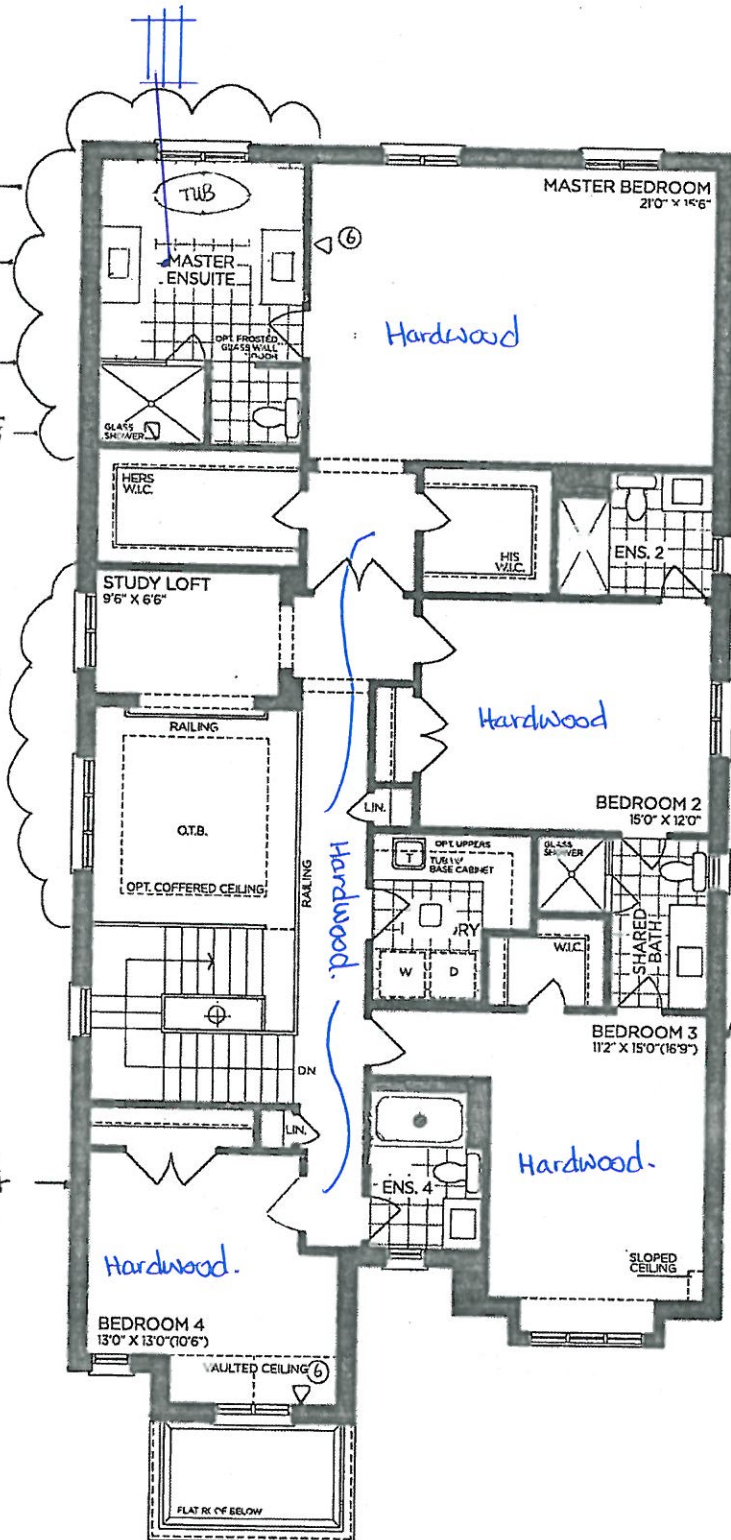 TUB
MASTER BEDROOM
21'0" X 15'6"
6
MASTER
ENSUITE
Hardwood
OPT. FROSTED
GLASS WALL
GLASS
SHOWER
HERS
W.I.C.
HIS
W.I.C.
ENS. 2
STUDY LOFT
9'6" X 6'6"
Hardwood
RAILING
BEDROOM 2
15'0" X 12'0"
LIN.
O.T.B.
RAILING
OPT. COFFERED CEILING
Hardwood.
OPT. UPPERS
T
TUB W/
BASE CABINET
GLASS
SHOWER
RY
W
D
W.I.C.
SHARED
BATH
BEDROOM 3
11'2" X 15'0"(16'9")
DN
LIN.
ENS. 4
Hardwood.
SLOPED
CEILING
Hardwood.
BEDROOM 4
13'0" X 13'0"(10'6")
VAULTED CEILING
6
FLAT ROOF BELOW